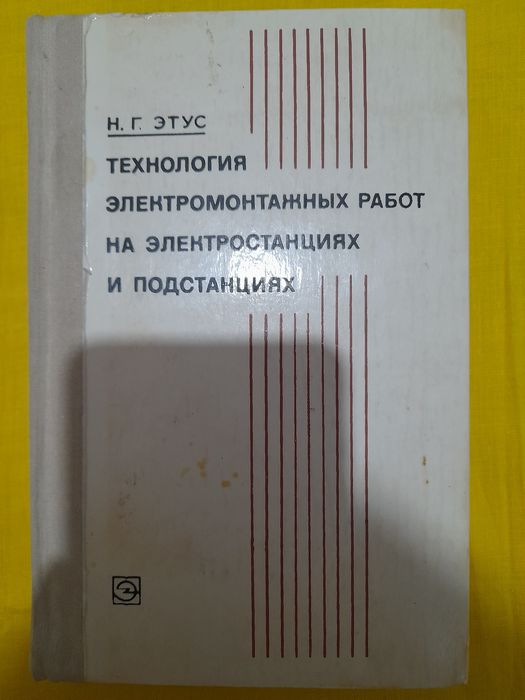 Н. Г. ЭТУС
ТЕХНОЛОГИЯ
ЭЛЕКТРОМОНТАЖНЫХ РАБОТ
НА ЭЛЕКТРОСТАНЦИЯХ
И ПОДСТАНЦИЯХ